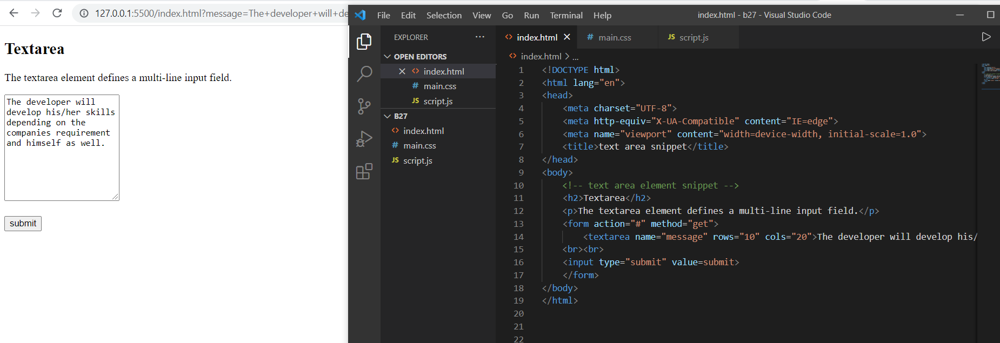 127.0.0.1:5500/index.html?message=The+developer+will+de
Textarea
The textarea element defines a multi-line input field.
The developer will
develop his/her skills
depending on the
companies requirement
and himself as well.
submit
File Edit Selection View Go Run Terminal Help
index.html - b27 - Visual Studio Code
EXPLORER ...
OPEN EDITORS
<> index.html
# main.css
JS script.js
B27
<> index.html
# main.css
JS script.js
<> index.html # main.css JS script.js
<> index.html > ...
1 <!DOCTYPE html>
2 <html lang="en">
3 <head>
4 <meta charset="UTF-8">
5 <meta http-equiv="X-UA-Compatible" content="IE=edge">
6 <meta name="viewport" content="width=device-width, initial-scale=1.0">
7 <title>text area snippet</title>
8 </head>
9 <body>
10 <!-- text area element snippet -->
11 <h2>Textarea</h2>
12 <p>The textarea element defines a multi-line input field.</p>
13 <form action="#" method="get">
14 <textarea name="message" rows="10" cols="20">The developer will develop his/
15 <br><br>
16 <input type="submit" value=submit>
17 </form>
18 </body>
19 </html>
20
21
22